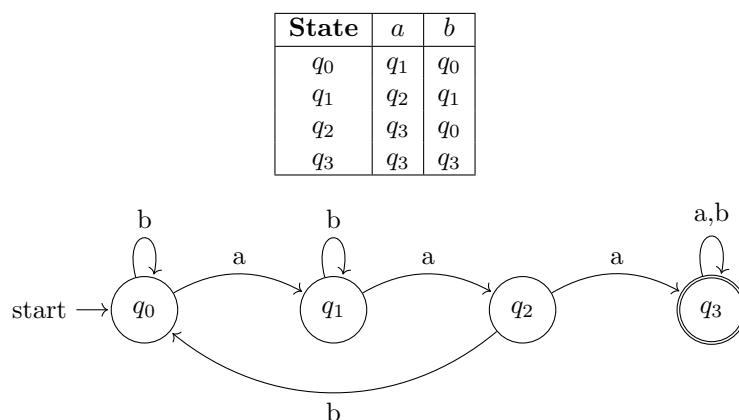 State a b
q0 q1 q0
q1 q2 q1
q2 q3 q0
q3 q3 q3
b b a,b
a a a
start q0 q1 q2 q3
b